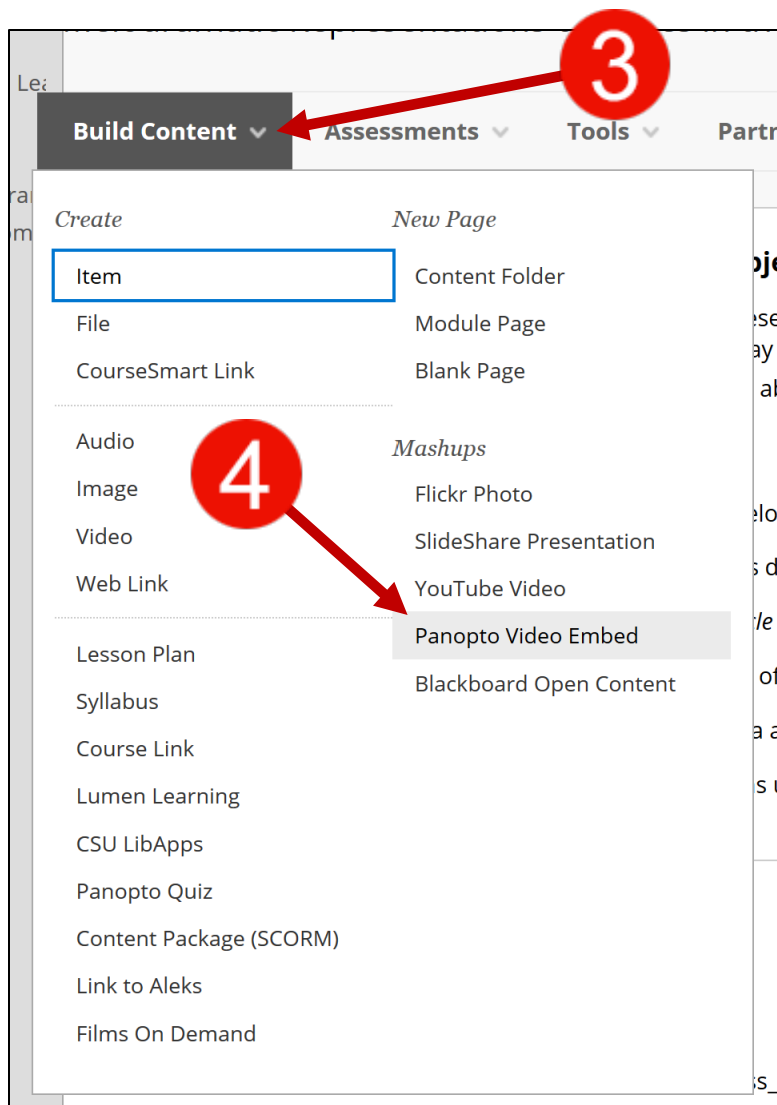 3
Build Content
Assessments
Tools
Create
Item
File
CourseSmart Link
Audio
Image
Video
Web Link
Lesson Plan
Syllabus
Course Link
Lumen Learning
CSU LibApps
Panopto Quiz
Content Package (SCORM)
Link to Aleks
Films On Demand
New Page
Content Folder
Module Page
Blank Page
4
Mashups
Flickr Photo
SlideShare Presentation
YouTube Video
Panopto Video Embed
Blackboard Open Content